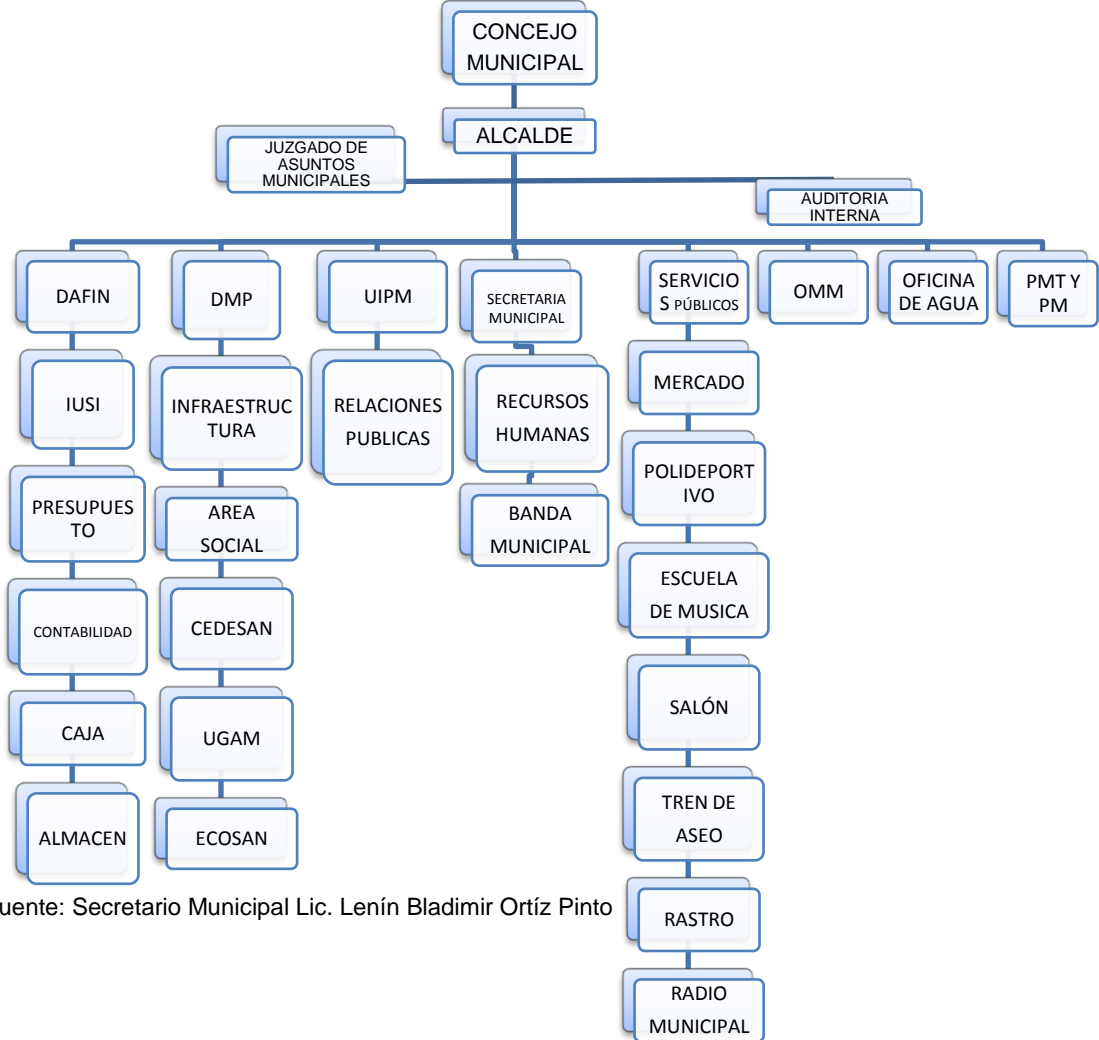 CONCEJO
MUNICIPAL
ALCALDE
JUZGADO DE
ASUNTOS
MUNICIPALES
AUDITORIA
INTERNA
DAFIN
DMP
UIPM
SECRETARIA
MUNICIPAL
SERVICIO
S PÚBLICOS
OMM
OFICINA
DE AGUA
PMT Y
PM
IUSI
PRESUPUES
TO
CONTABILIDAD
CAJA
ALMACEN
INFRAESTRUC
TURA
AREA
SOCIAL
CEDESAN
UGAM
ECOSAN
RELACIONES
PUBLICAS
RECURSOS
HUMANAS
BANDA
MUNICIPAL
MERCADO
POLIDEPORT
IVO
ESCUELA
DE MUSICA
SALÓN
TREN DE
ASEO
RASTRO
RADIO
MUNICIPAL
uente: Secretario Municipal Lic. Lenín Bladimir Ortíz Pinto